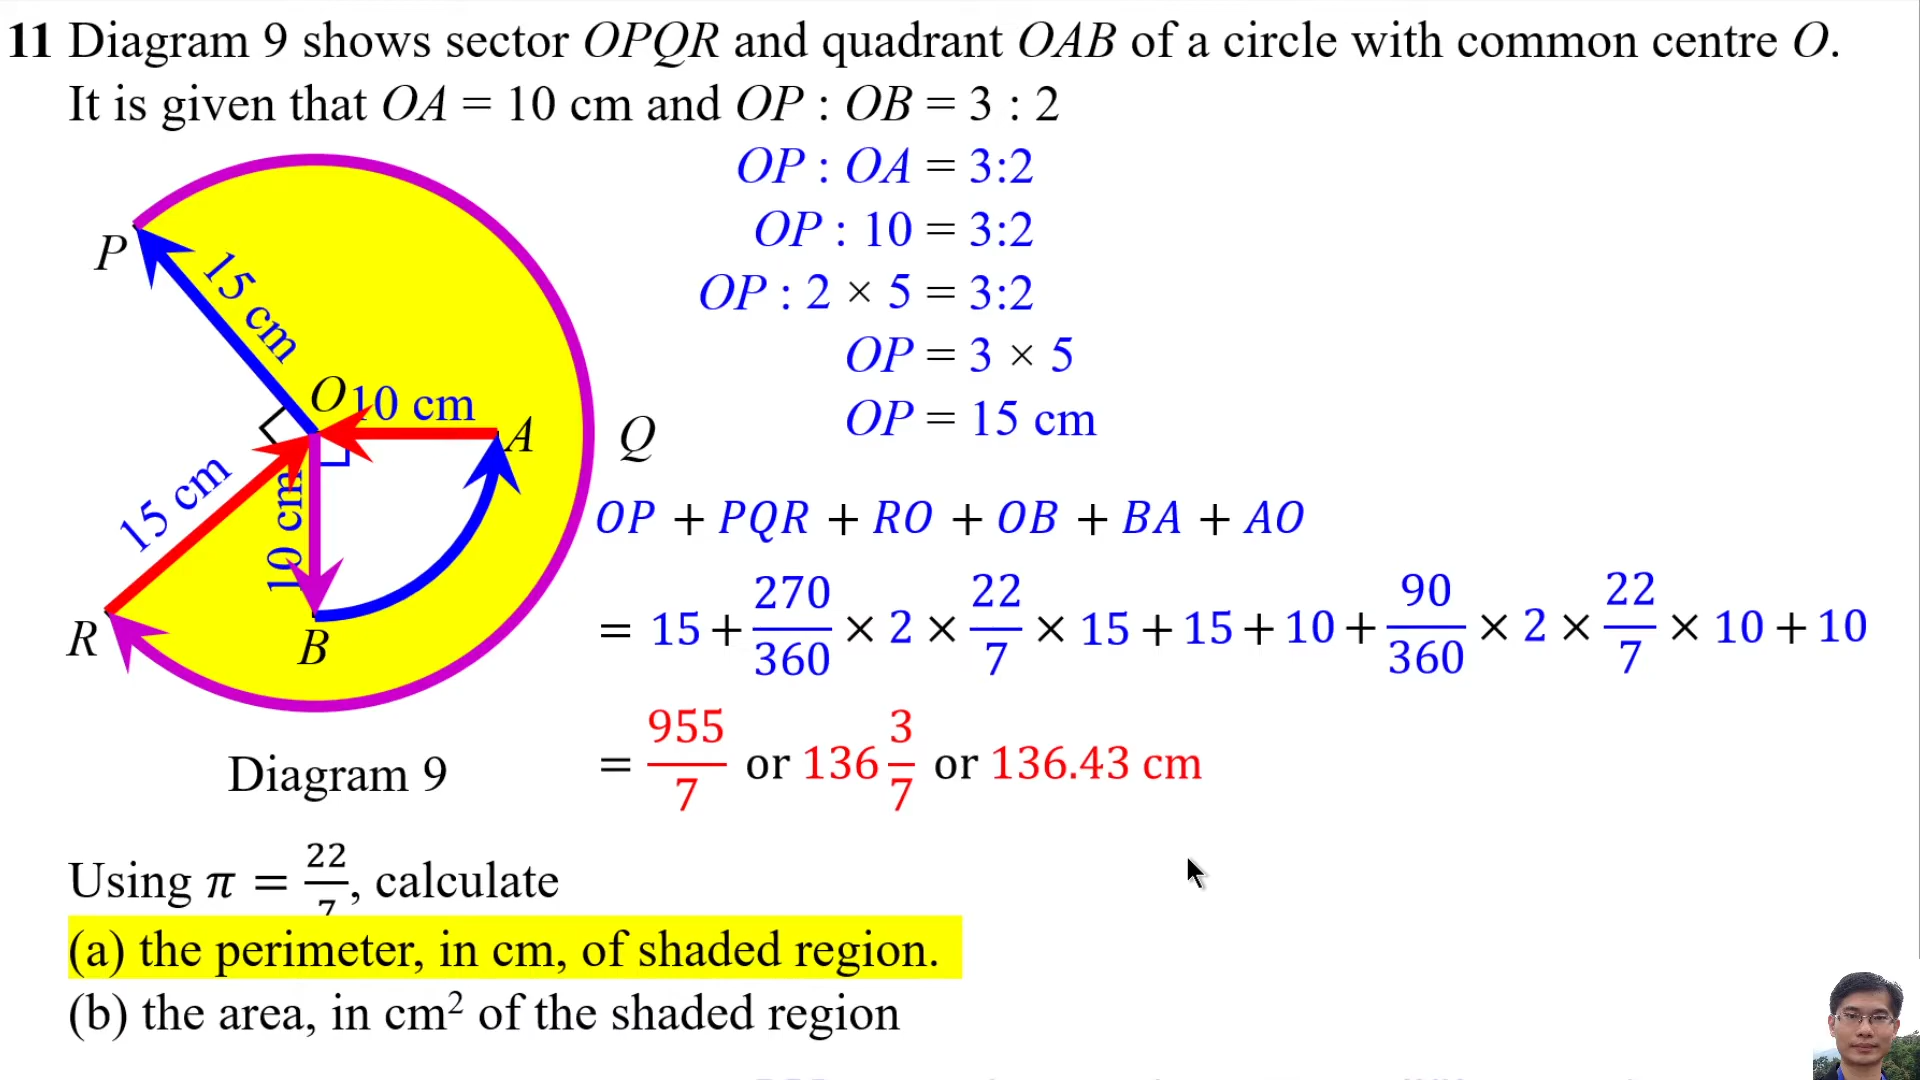 11 Diagram 9 shows sector OPQR and quadrant OAB of a circle with common centre O.
It is given that OA = 10 cm and OP : OB = 3 : 2
OP : OA = 3:2
OP : 10 = 3:2
OP : 2 × 5 = 3:2
OP = 3 × 5
OP = 15 cm
P
15 cm
O
10 cm
A
Q
15 cm
10 cm
R
B
Diagram 9
OP + PQR + RO + OB + BA + AO
= 15 + 270/360 × 2 × 22/7 × 15 + 15 + 10 + 90/360 × 2 × 22/7 × 10 + 10
= 955/7 or 136 3/7 or 136.43 cm
Using π = 22/7, calculate
(a) the perimeter, in cm, of shaded region.
(b) the area, in cm² of the shaded region